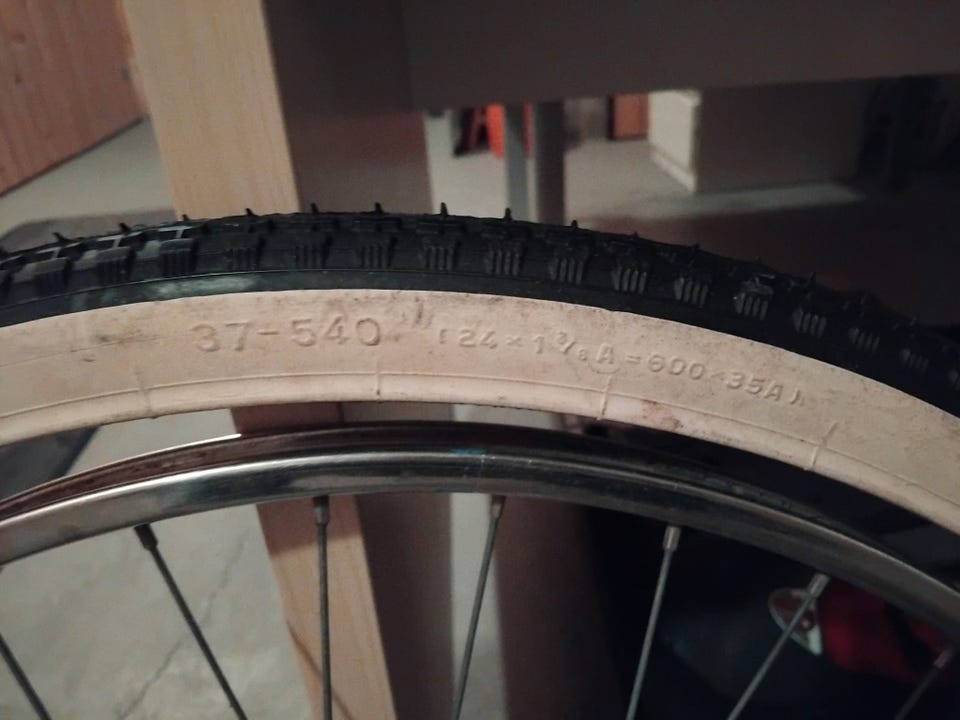 37-540 (24 × 1 3/8 A = 600 × 35A)